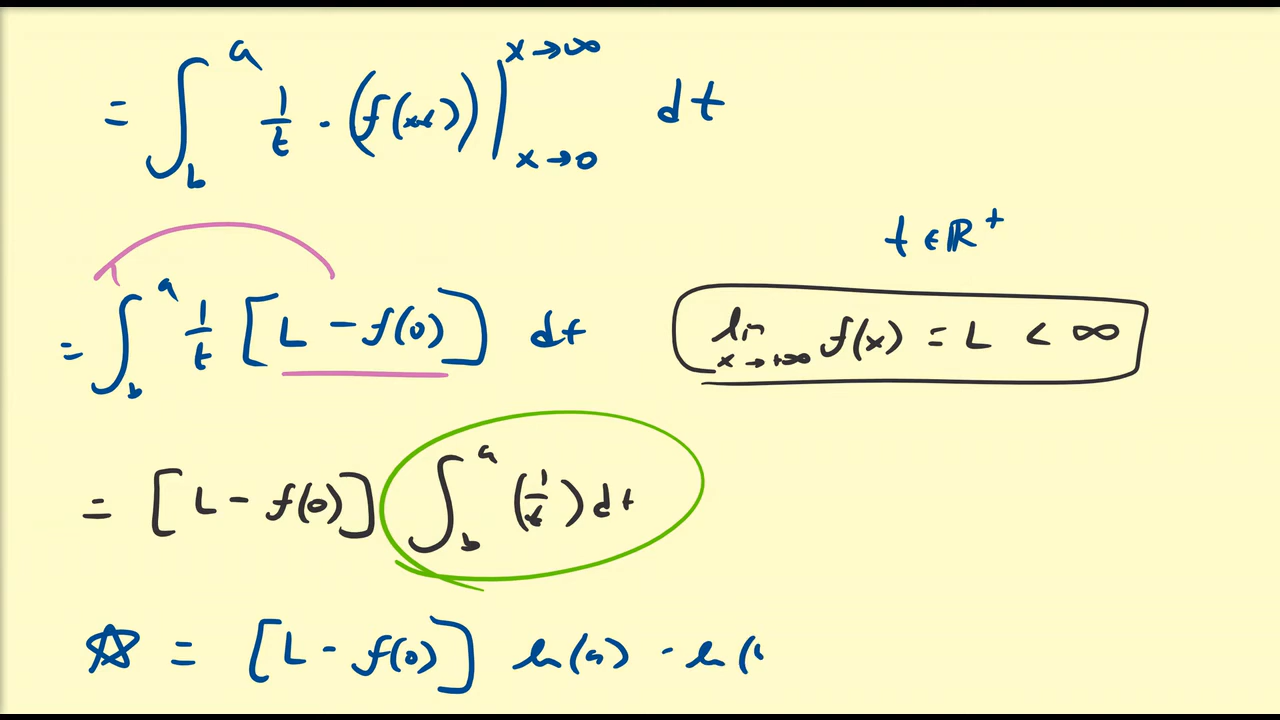 = ∫_b^a 1/t · (f(xt)) |_{x→0}^{x→∞} dt
t ∈ ℝ⁺
= ∫_b^a 1/t [L - f(0)] dt
lim_{x→+∞} f(x) = L < ∞
= [L - f(0)] ∫_b^a (1/t) dt
☆ = [L - f(0)] ln(a) - ln(